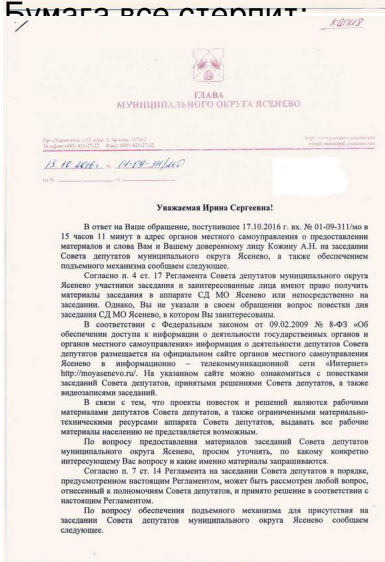 Бумага все стерпит:
КОПИЯ
ГЛАВА
МУНИЦИПАЛЬНОГО ОКРУГА ЯСЕНЕВО
18.10.2016г. № 01-09-311/160
на №
Уважаемая Ирина Сергеевна!
В ответ на Ваше обращение, поступившее 17.10.2016 г. вх. № 01-09-311/мо в
15 часов 11 минут в адрес органов местного самоуправления о предоставлении
материалов и слова Вам и Вашему доверенному лицу Кожину А.Н. на заседании
Совета депутатов муниципального округа Ясенево, а также обеспечения
подъемного механизма сообщаем следующее.
Согласно п. 4 ст. 17 Регламента Совета депутатов муниципального округа
Ясенево участники заседания и заинтересованные лица имеют право получить
материалы заседания в аппарате СД МО Ясенево или непосредственно на
заседании. Однако, Вы не указали в своем обращении вопрос повестки дня
заседания СД МО Ясенево, в котором Вы заинтересованы.
В соответствии с Федеральным законом от 09.02.2009 № 8-ФЗ «Об
обеспечении доступа к информации о деятельности государственных органов и
органов местного самоуправления» информация о деятельности депутатов Совета
депутатов размещается на официальном сайте органов местного самоуправления
Ясенево в информационно – телекоммуникационной сети «Интернет»
http://moyasenevo.ru/. На указанном сайте можно ознакомиться с повестками
заседаний Совета депутатов, принятыми решениями Совета депутатов, а также
видеозаписями заседаний.
В связи с тем, что проекты повесток и решений являются рабочими
материалами депутатов Совета депутатов, а также ограниченными материально-
техническими ресурсами аппарата Совета депутатов, выдавать все рабочие
материалы населению не представляется возможным.
По вопросу предоставления материалов заседаний Совета депутатов
муниципального округа Ясенево, просим уточнить, по какому конкретно
интересующему Вас вопросу и какие именно материалы запрашиваются.
Согласно п. 7 ст. 14 Регламента на заседании Совета депутатов в порядке,
предусмотренном настоящим Регламентом, может быть рассмотрен любой вопрос,
отнесенный к полномочиям Совета депутатов, и принято решение в соответствии с
настоящим Регламентом.
По вопросу обеспечения подъемного механизма для присутствия на
заседании Совета депутатов муниципального округа Ясенево сообщаем
следующее.